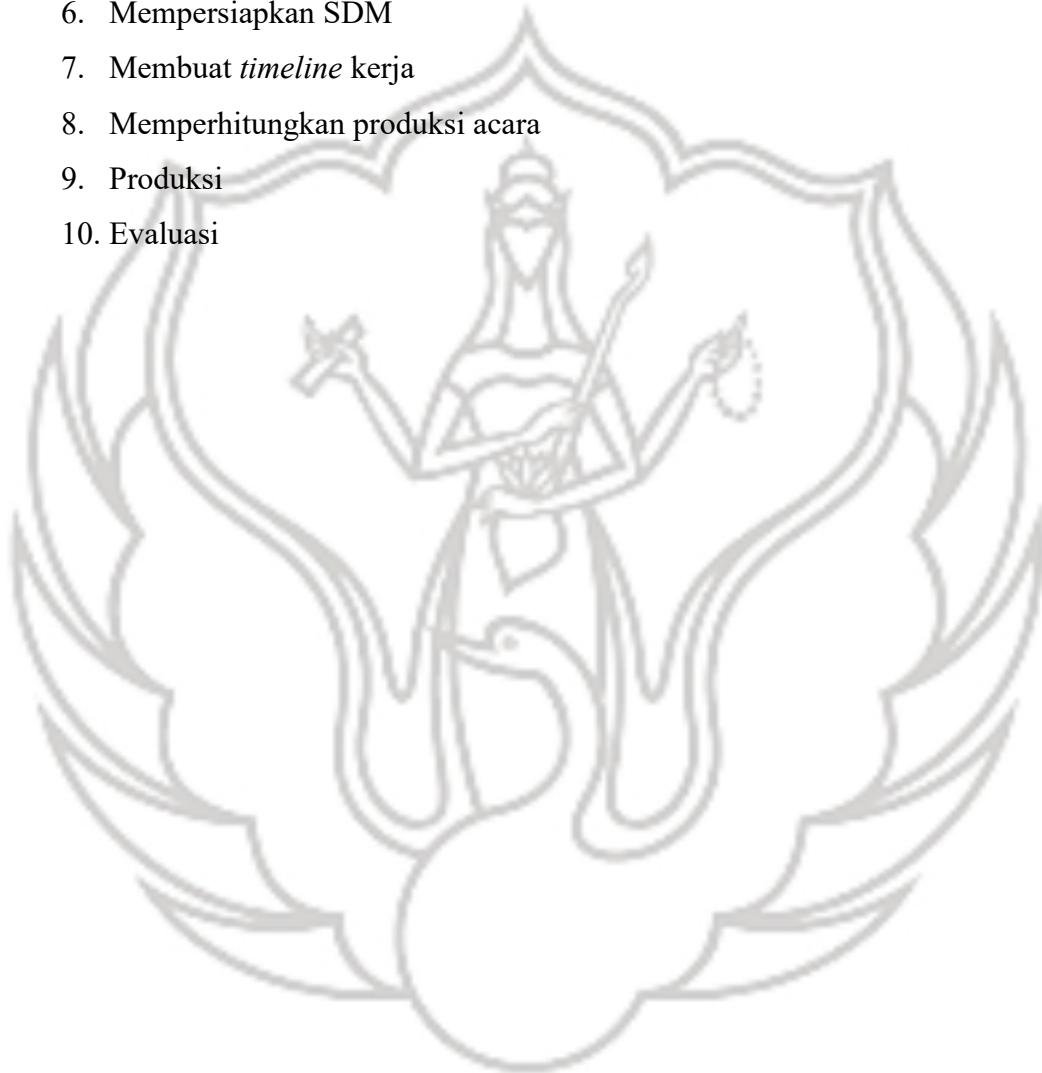 6. Mempersiapkan SDM
7. Membuat timeline kerja
8. Memperhitungkan produksi acara
9. Produksi
10. Evaluasi